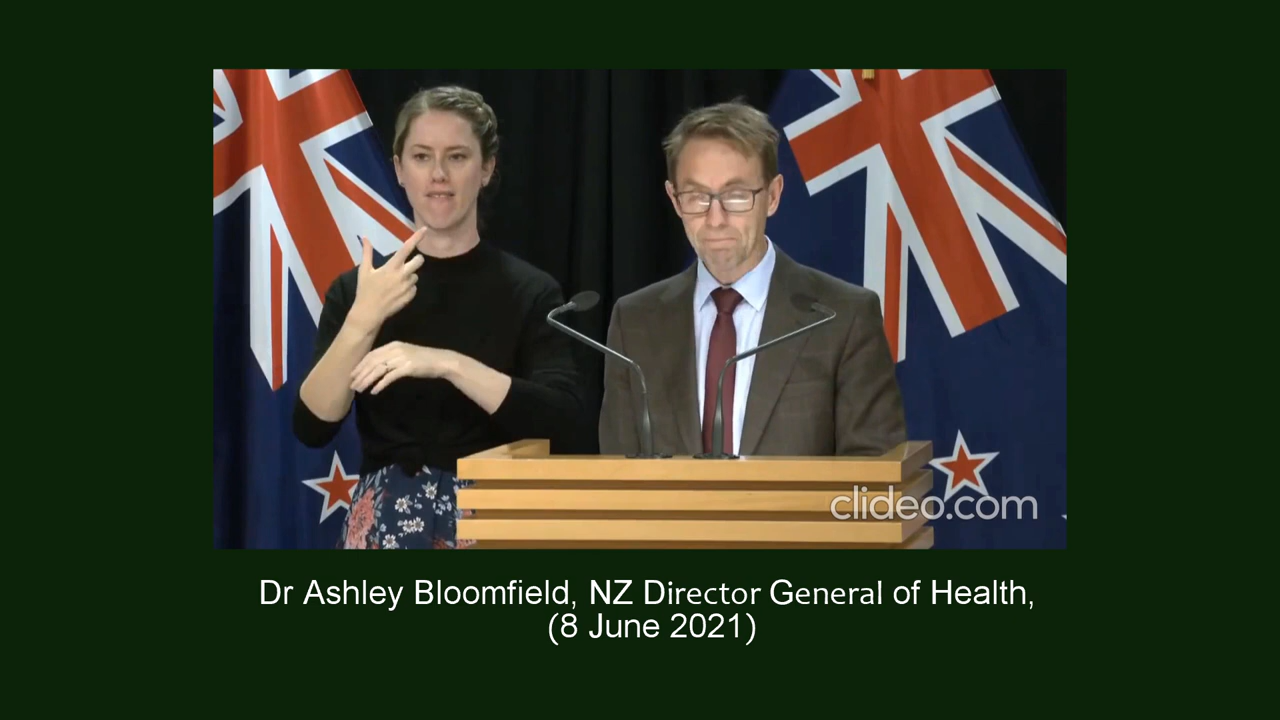 clideo.com
Dr Ashley Bloomfield, NZ Director General of Health,
(8 June 2021)